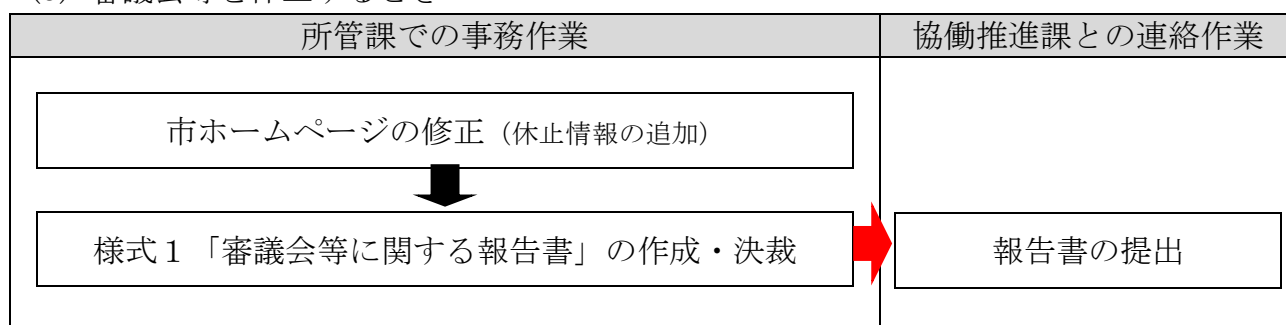 所管課での事務作業
協働推進課との連絡作業
市ホームページの修正（休止情報の追加）
様式１「審議会等に関する報告書」の作成・決裁
報告書の提出